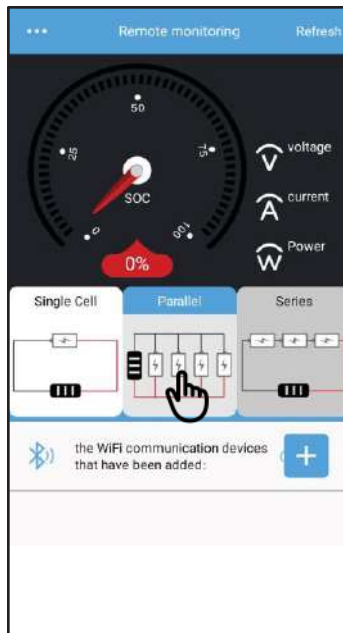 ... Remote monitoring Refresh
50
25
75
SOC
0
100
0%
V voltage
A current
W Power
Single Cell Parallel Series
the WiFi communication devices
that have been added:
+